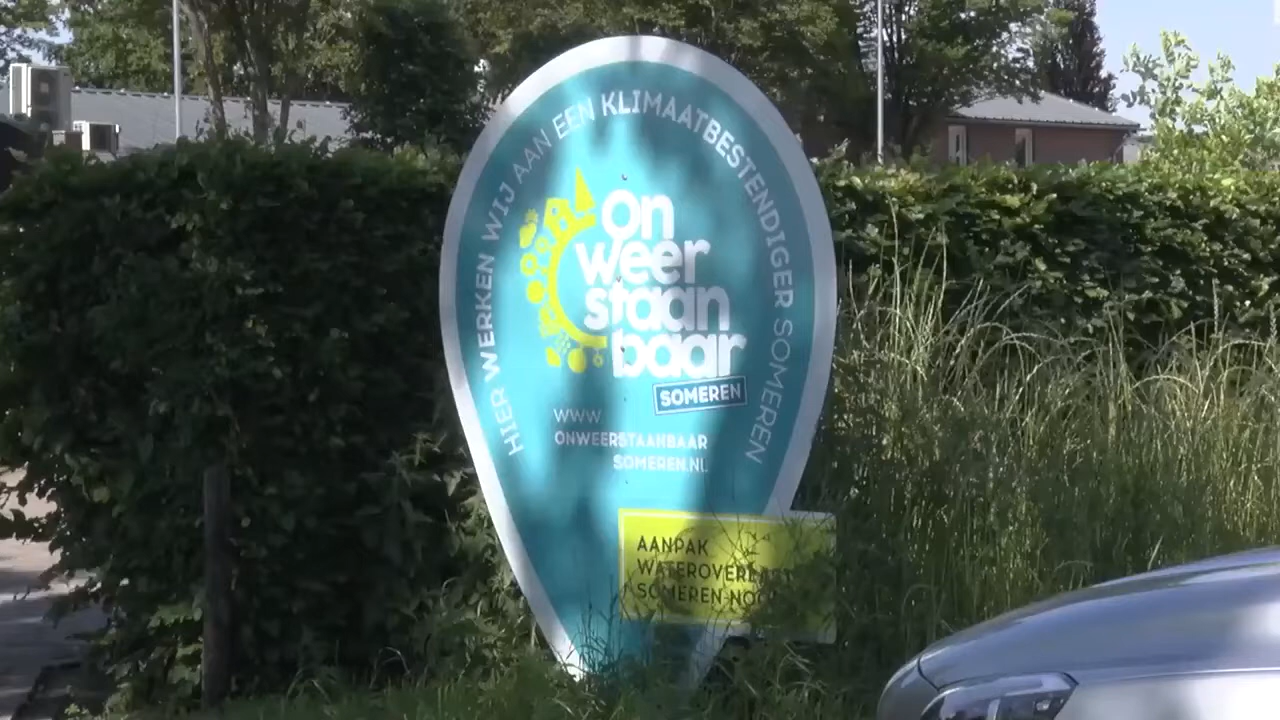 HIER WERKEN WIJ AAN EEN KLIMAATBESTENDIGER SOMEREN
On
weer
staan
baar
SOMEREN
WWW
ONWEERSTAANBAAR
SOMEREN.NL
AANPAK
WATEROVERLAST
SOMEREN